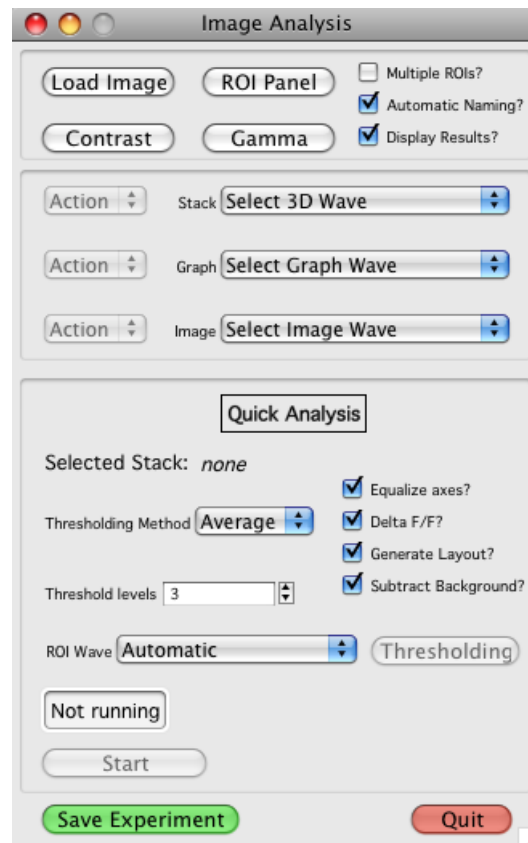 Image Analysis
Load Image
ROI Panel
Multiple ROIs?
Automatic Naming?
Contrast
Gamma
Display Results?
Action
Stack Select 3D Wave
Action
Graph Select Graph Wave
Action
Image Select Image Wave
Quick Analysis
Selected Stack: none
Equalize axes?
Thresholding Method Average
Delta F/F?
Generate Layout?
Threshold levels 3
Subtract Background?
ROI Wave Automatic
Thresholding
Not running
Start
Save Experiment
Quit